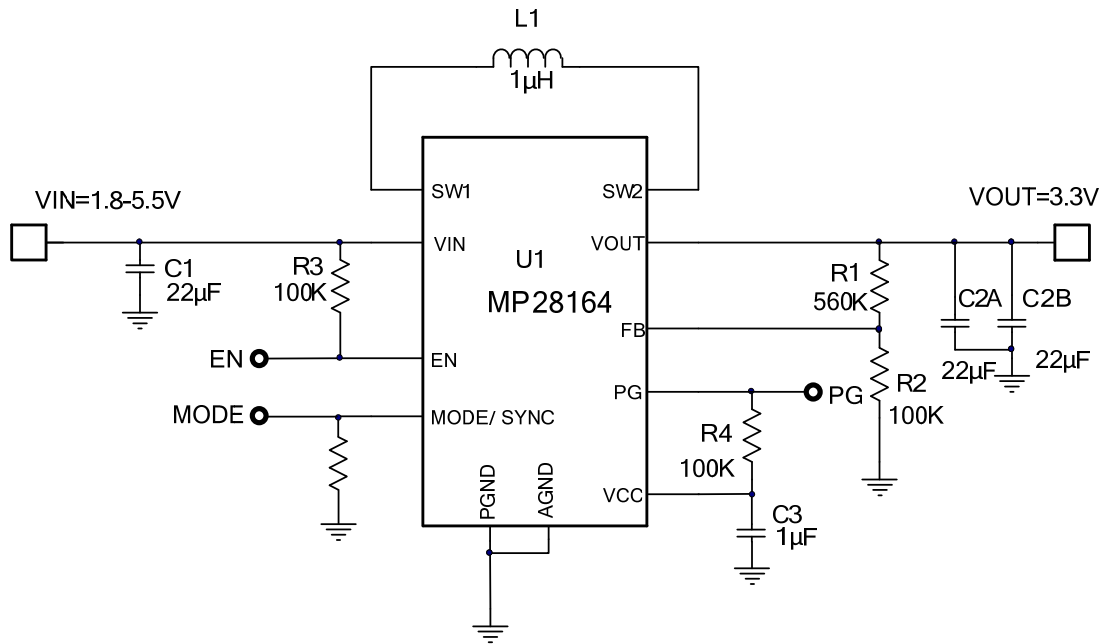 L1
1µH
SW1
SW2
VIN=1.8-5.5V
VOUT=3.3V
VIN
VOUT
C1
22µF
R3
100K
U1
MP28164
R1
560K
C2A
C2B
FB
EN
EN
22µF
22µF
R2
100K
PG
PG
MODE
MODE/ SYNC
R4
100K
PGND
AGND
VCC
C3
1µF